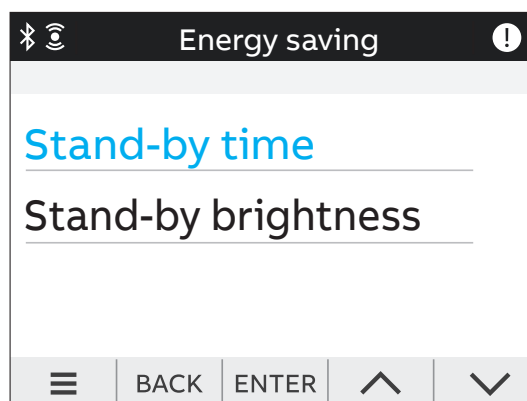 Energy saving
Stand-by time
Stand-by brightness
BACK ENTER